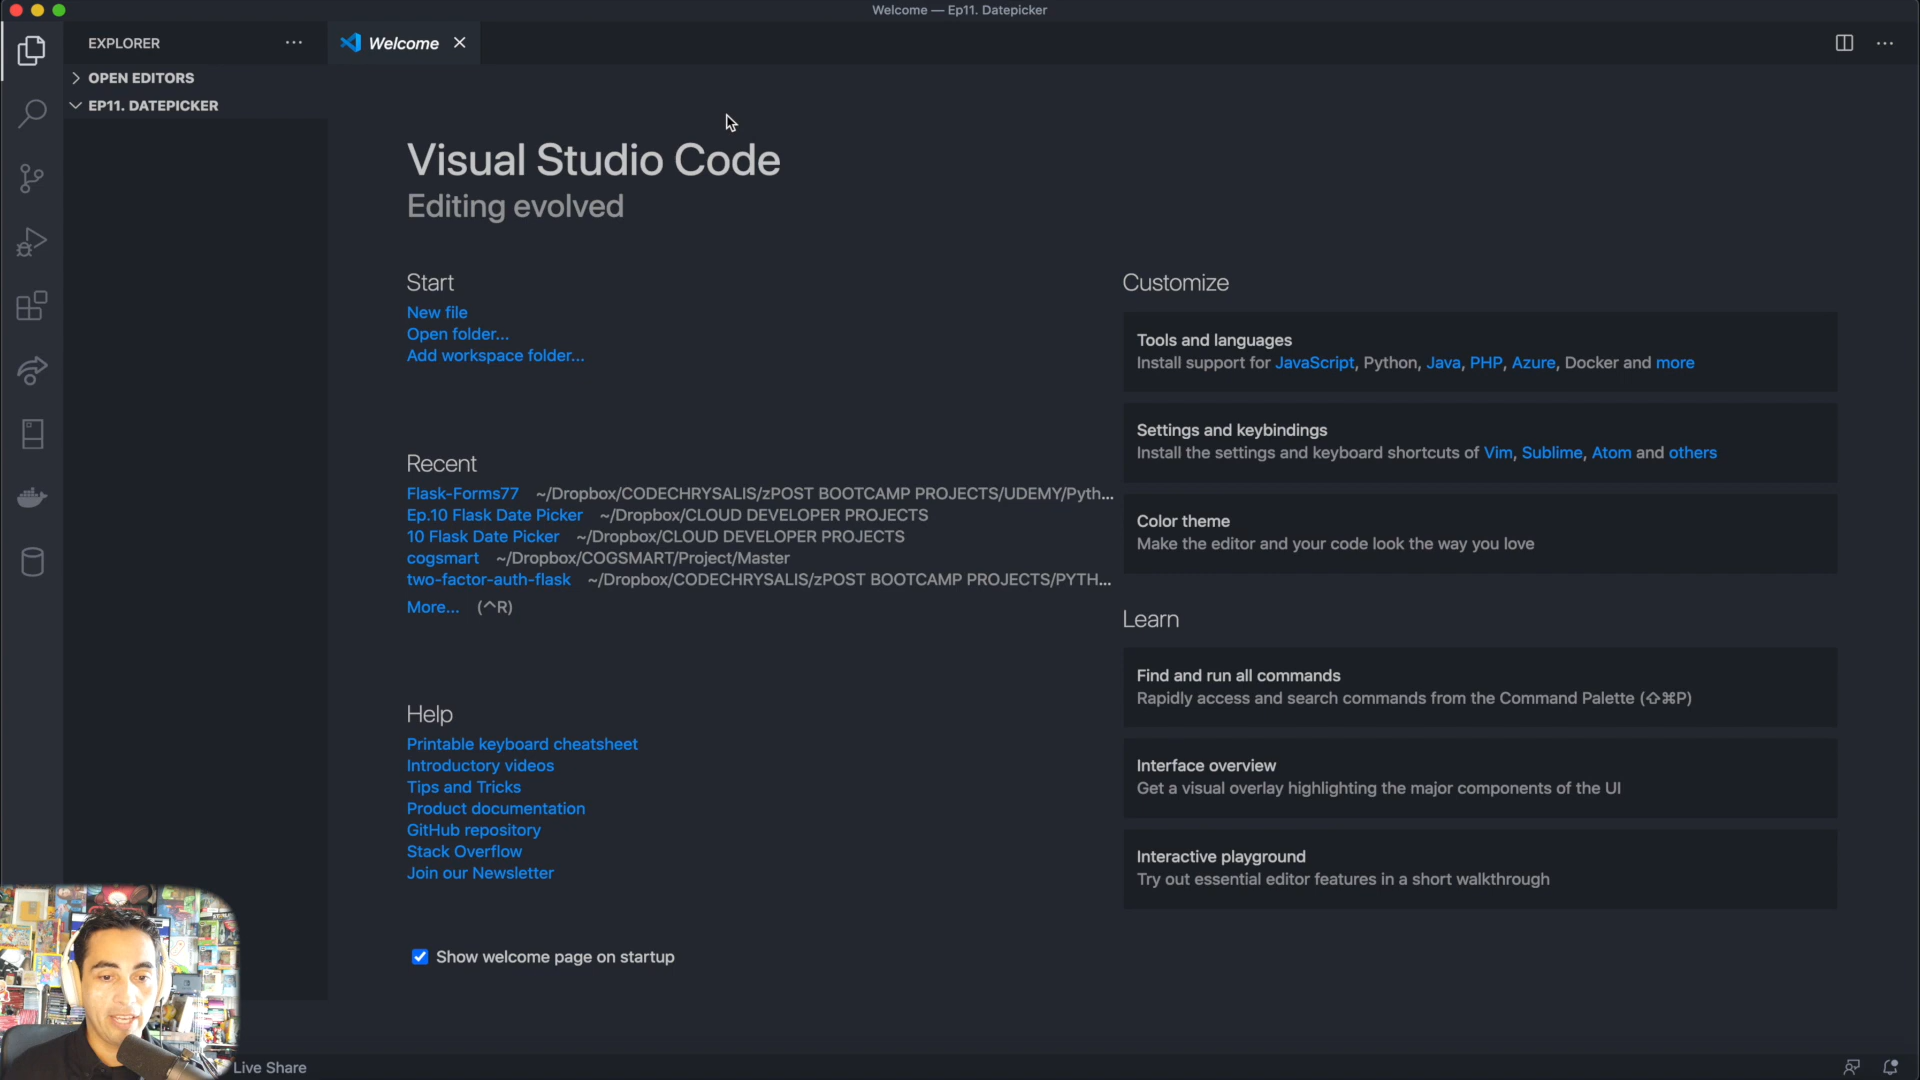 Welcome — Ep11. Datepicker
EXPLORER
Welcome
OPEN EDITORS
EP11. DATEPICKER
Visual Studio Code
Editing evolved
Start
New file
Open folder...
Add workspace folder...
Recent
Flask-Forms77 ~/Dropbox/CODECHRYSALIS/zPOST BOOTCAMP PROJECTS/UDEMY/Pyth...
Ep.10 Flask Date Picker ~/Dropbox/CLOUD DEVELOPER PROJECTS
10 Flask Date Picker ~/Dropbox/CLOUD DEVELOPER PROJECTS
cogsmart ~/Dropbox/COGSMART/Project/Master
two-factor-auth-flask ~/Dropbox/CODECHRYSALIS/zPOST BOOTCAMP PROJECTS/PYTH...
More... (^R)
Help
Printable keyboard cheatsheet
Introductory videos
Tips and Tricks
Product documentation
GitHub repository
Stack Overflow
Join our Newsletter
Show welcome page on startup
Customize
Tools and languages
Install support for JavaScript, Python, Java, PHP, Azure, Docker and more
Settings and keybindings
Install the settings and keyboard shortcuts of Vim, Sublime, Atom and others
Color theme
Make the editor and your code look the way you love
Learn
Find and run all commands
Rapidly access and search commands from the Command Palette (⇧⌘P)
Interface overview
Get a visual overlay highlighting the major components of the UI
Interactive playground
Try out essential editor features in a short walkthrough
Live Share